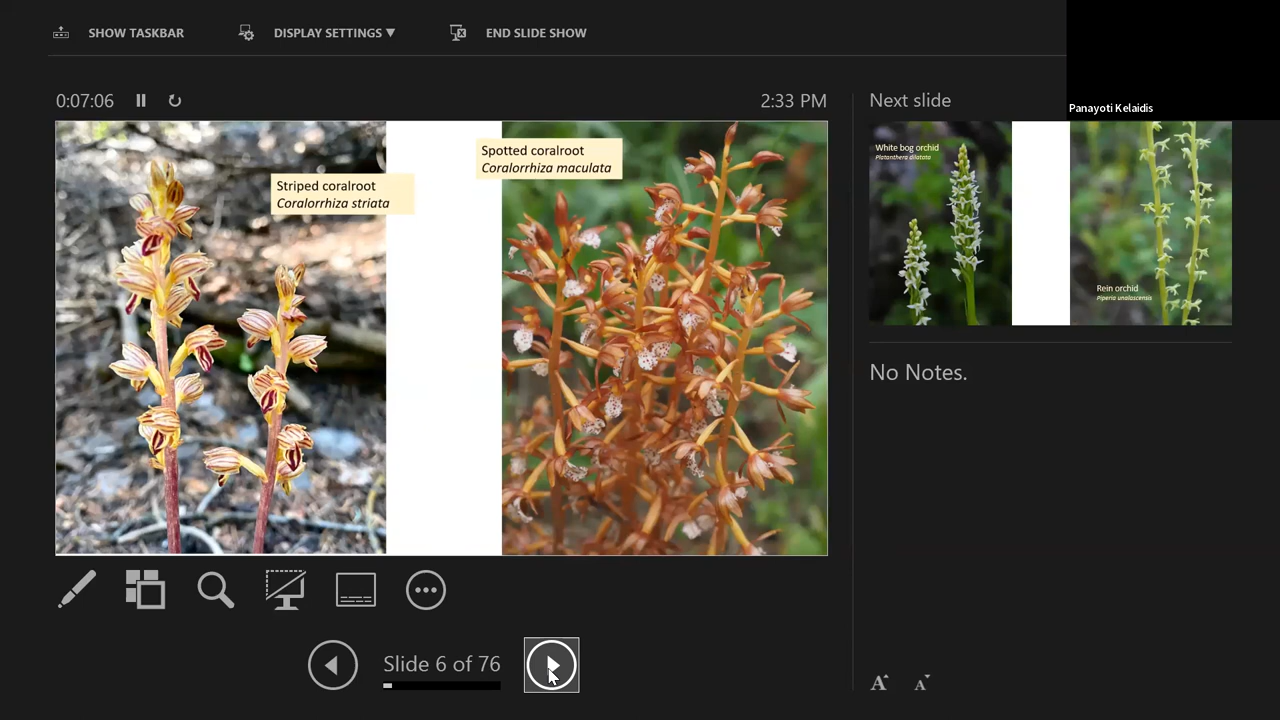 SHOW TASKBAR
DISPLAY SETTINGS ▼
END SLIDE SHOW
0:07:06
2:33 PM
Next slide
Panayoti Kelaidis
Striped coralroot
Coralorrhiza striata
Spotted coralroot
Coralorrhiza maculata
White bog orchid
Platanthera dilatata
Rein orchid
Piperia unalascensis
No Notes.
Slide 6 of 76
A
A